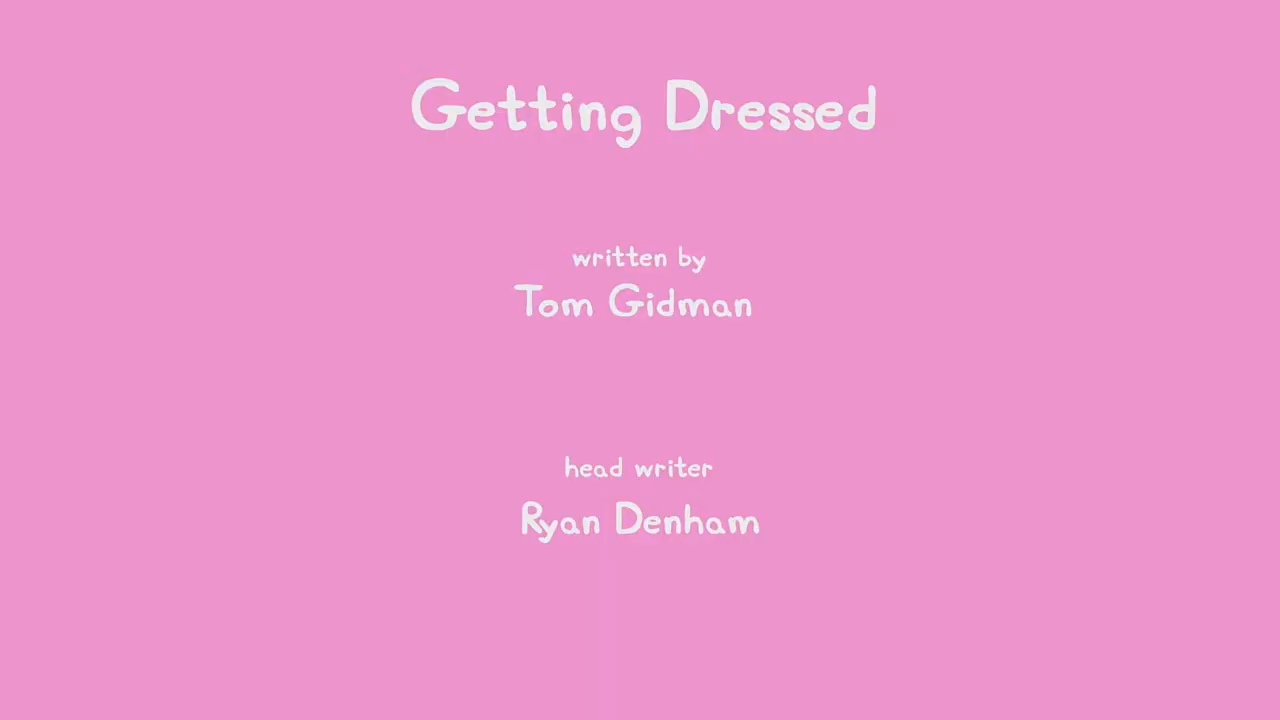 Getting Dressed
written by
Tom Gidman
head writer
Ryan Denham